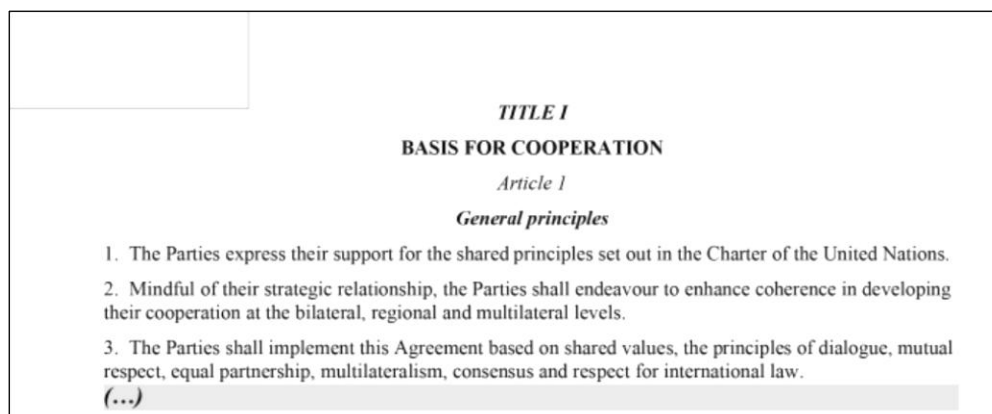 TITLE I
BASIS FOR COOPERATION
Article 1
General principles
1. The Parties express their support for the shared principles set out in the Charter of the United Nations.
2. Mindful of their strategic relationship, the Parties shall endeavour to enhance coherence in developing
their cooperation at the bilateral, regional and multilateral levels.
3. The Parties shall implement this Agreement based on shared values, the principles of dialogue, mutual
respect, equal partnership, multilateralism, consensus and respect for international law.
(…)